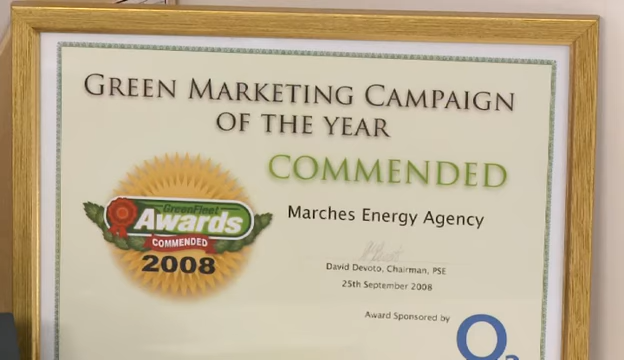 GREEN MARKETING CAMPAIGN
OF THE YEAR
COMMENDED
Marches Energy Agency
GreenFleet
Awards
COMMENDED
2008
David Devoto, Chairman, PSE
25th September 2008
Award Sponsored by
O2